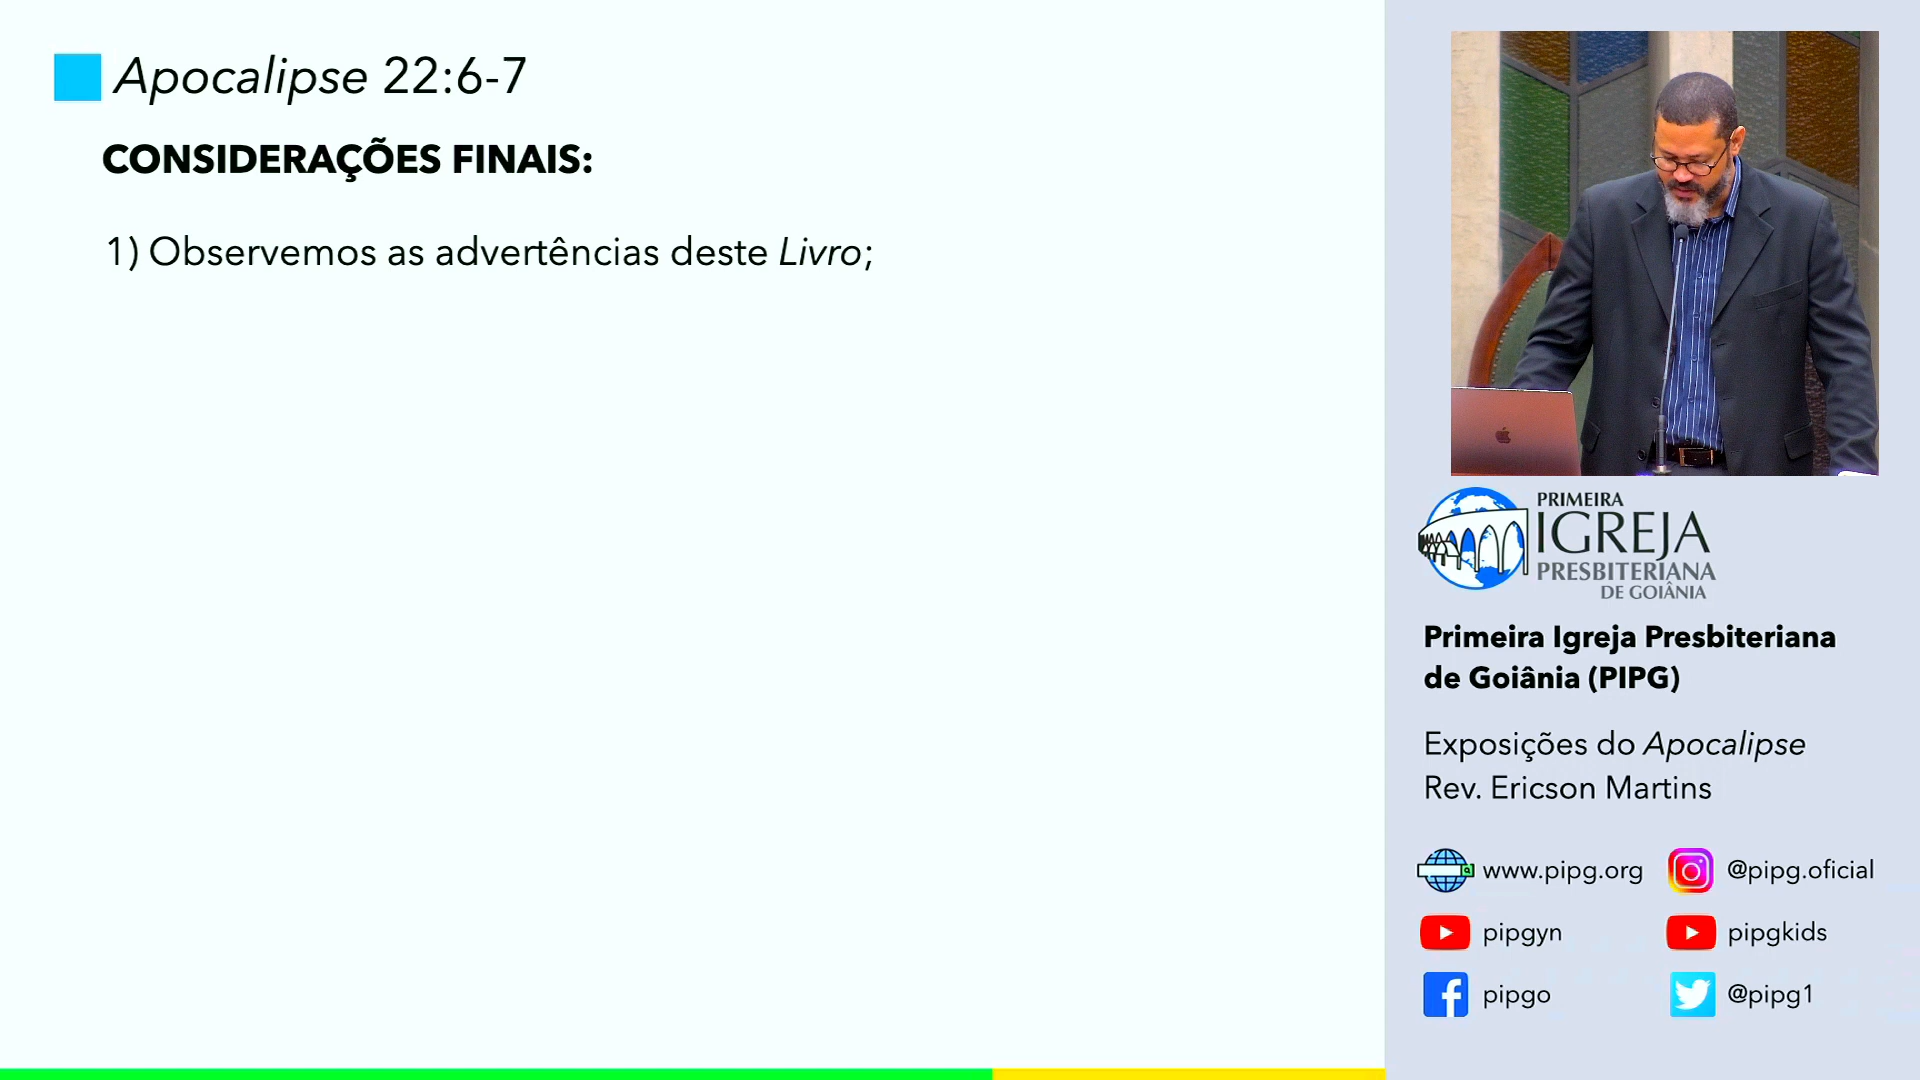 Apocalipse 22:6-7
CONSIDERAÇÕES FINAIS:
1) Observemos as advertências deste Livro;
PRIMEIRA
IGREJA
PRESBITERIANA
DE GOIÂNIA
Primeira Igreja Presbiteriana
de Goiânia (PIPG)
Exposições do Apocalipse
Rev. Ericson Martins
www.pipg.org @pipg.oficial
pipgyn pipgkids
pipgo @pipg1